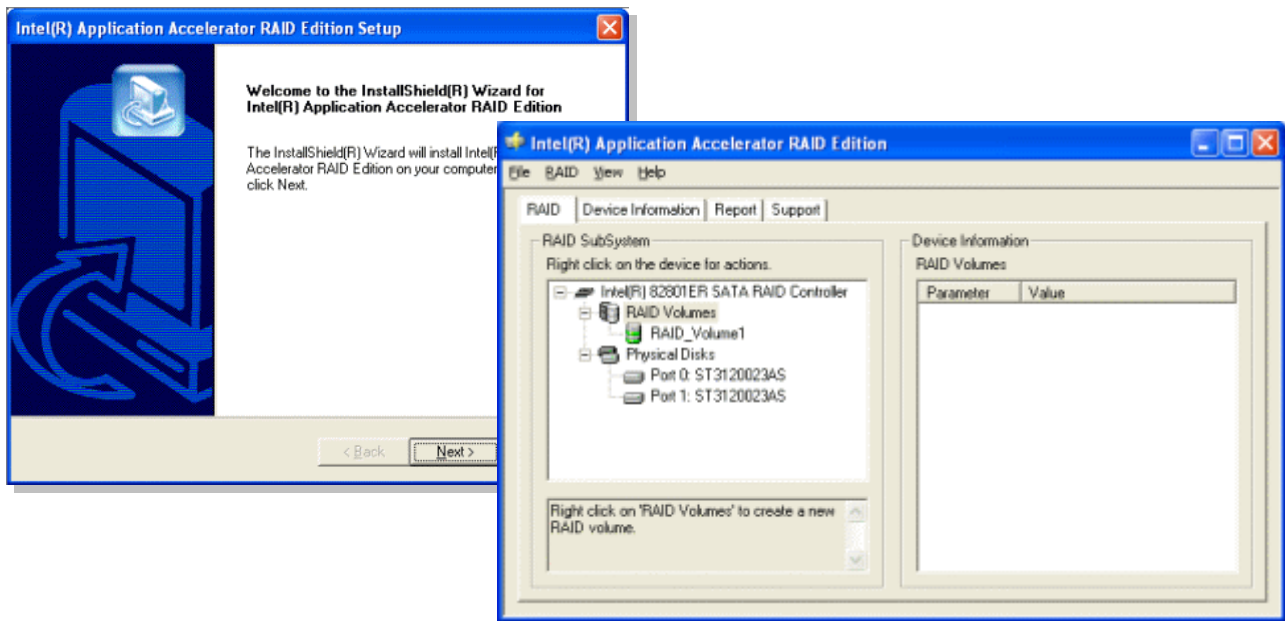 Intel(R) Application Accelerator RAID Edition Setup
Welcome to the InstallShield(R) Wizard for
Intel(R) Application Accelerator RAID Edition
The InstallShield(R) Wizard will install Intel(R
Accelerator RAID Edition on your computer
click Next.
< Back
Next >
Intel(R) Application Accelerator RAID Edition
File RAID View Help
RAID Device Information Report Support
RAID SubSystem
Right click on the device for actions.
Intel(R) 82801ER SATA RAID Controller
RAID Volumes
RAID_Volume1
Physical Disks
Port 0: ST3120023AS
Port 1: ST3120023AS
Right click on 'RAID Volumes' to create a new
RAID volume.
Device Information
RAID Volumes
Parameter Value